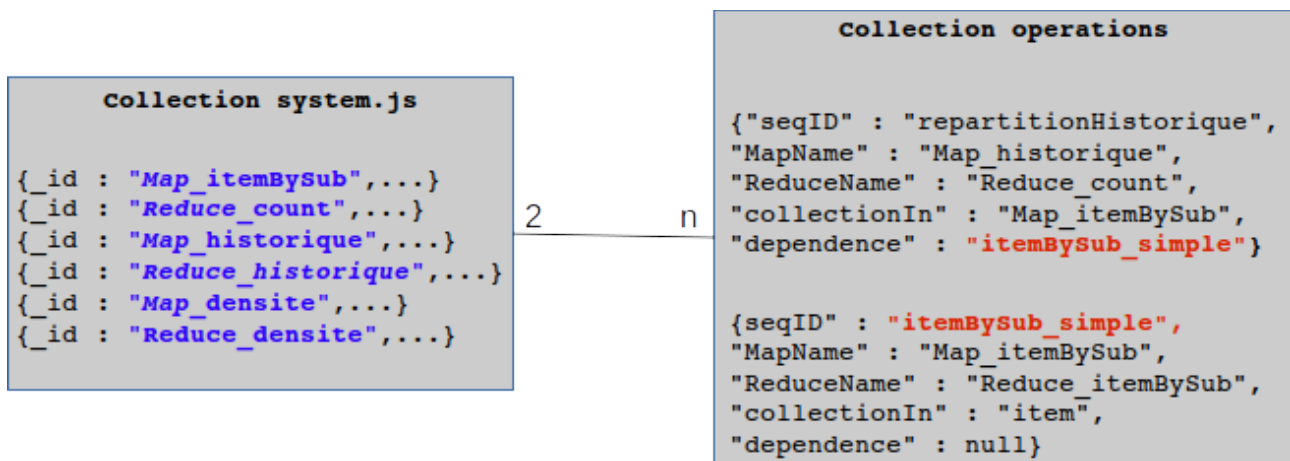 Collection system.js
{_id : "Map_itemBySub",...}
{_id : "Reduce_count",...}
{_id : "Map_historique",...}
{_id : "Reduce_historique",...}
{_id : "Map_densite",...}
{_id : "Reduce_densite",...}
2 n
Collection operations
{"seqID" : "repartitionHistorique",
"MapName" : "Map_historique",
"ReduceName" : "Reduce_count",
"collectionIn" : "Map_itemBySub",
"dependence" : "itemBySub_simple"}
{seqID" : "itemBySub_simple",
"MapName" : "Map_itemBySub",
"ReduceName" : "Reduce_itemBySub",
"collectionIn" : "item",
"dependence" : null}